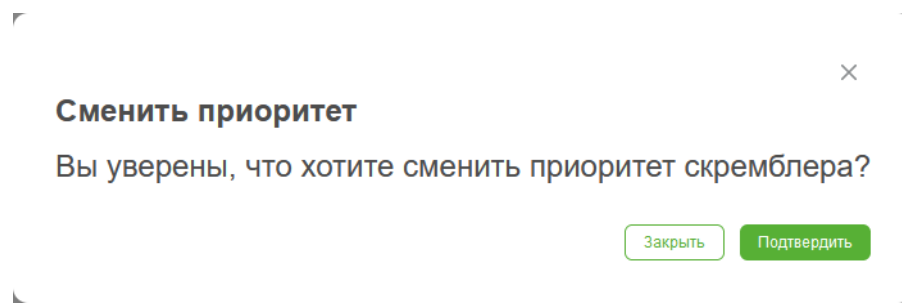 Сменить приоритет
Вы уверены, что хотите сменить приоритет скремблера?
Закрыть Подтвердить